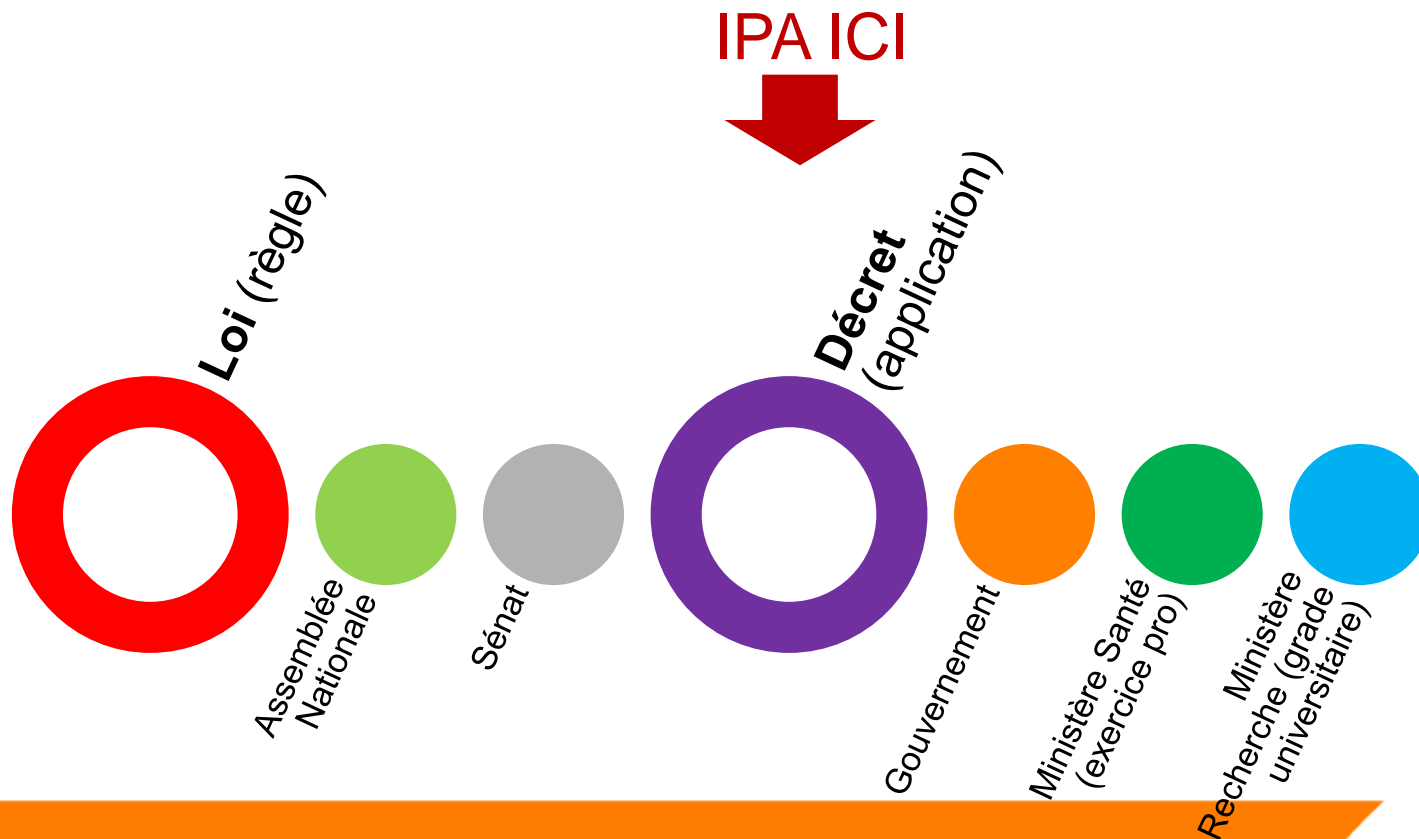 IPA ICI
Loi (règle)
Assemblée
Nationale
Sénat
Décret
(application)
Gouvernement
Ministère Santé
(exercice pro)
Ministère
Recherche (grade
universitaire)